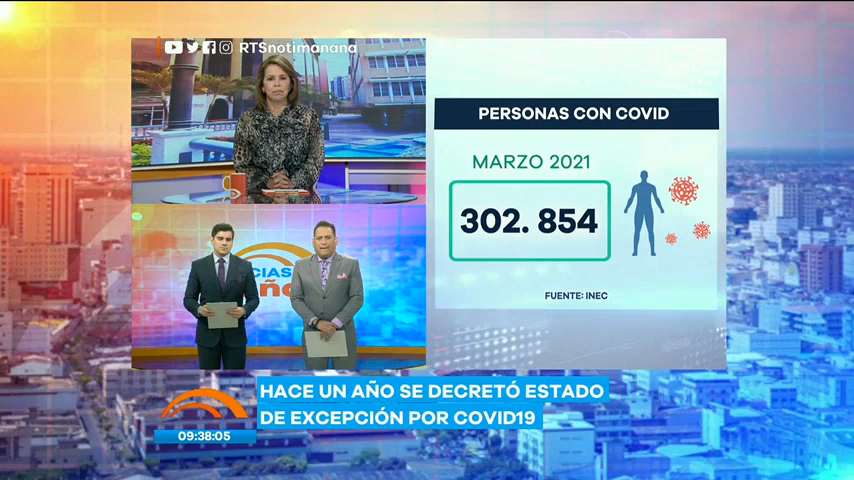 RTSnotimanana
PERSONAS CON COVID
MARZO 2021
302. 854
FUENTE: INEC
CIAS
HACE UN AÑO SE DECRETÓ ESTADO
DE EXCEPCIÓN POR COVID19
09:38:05